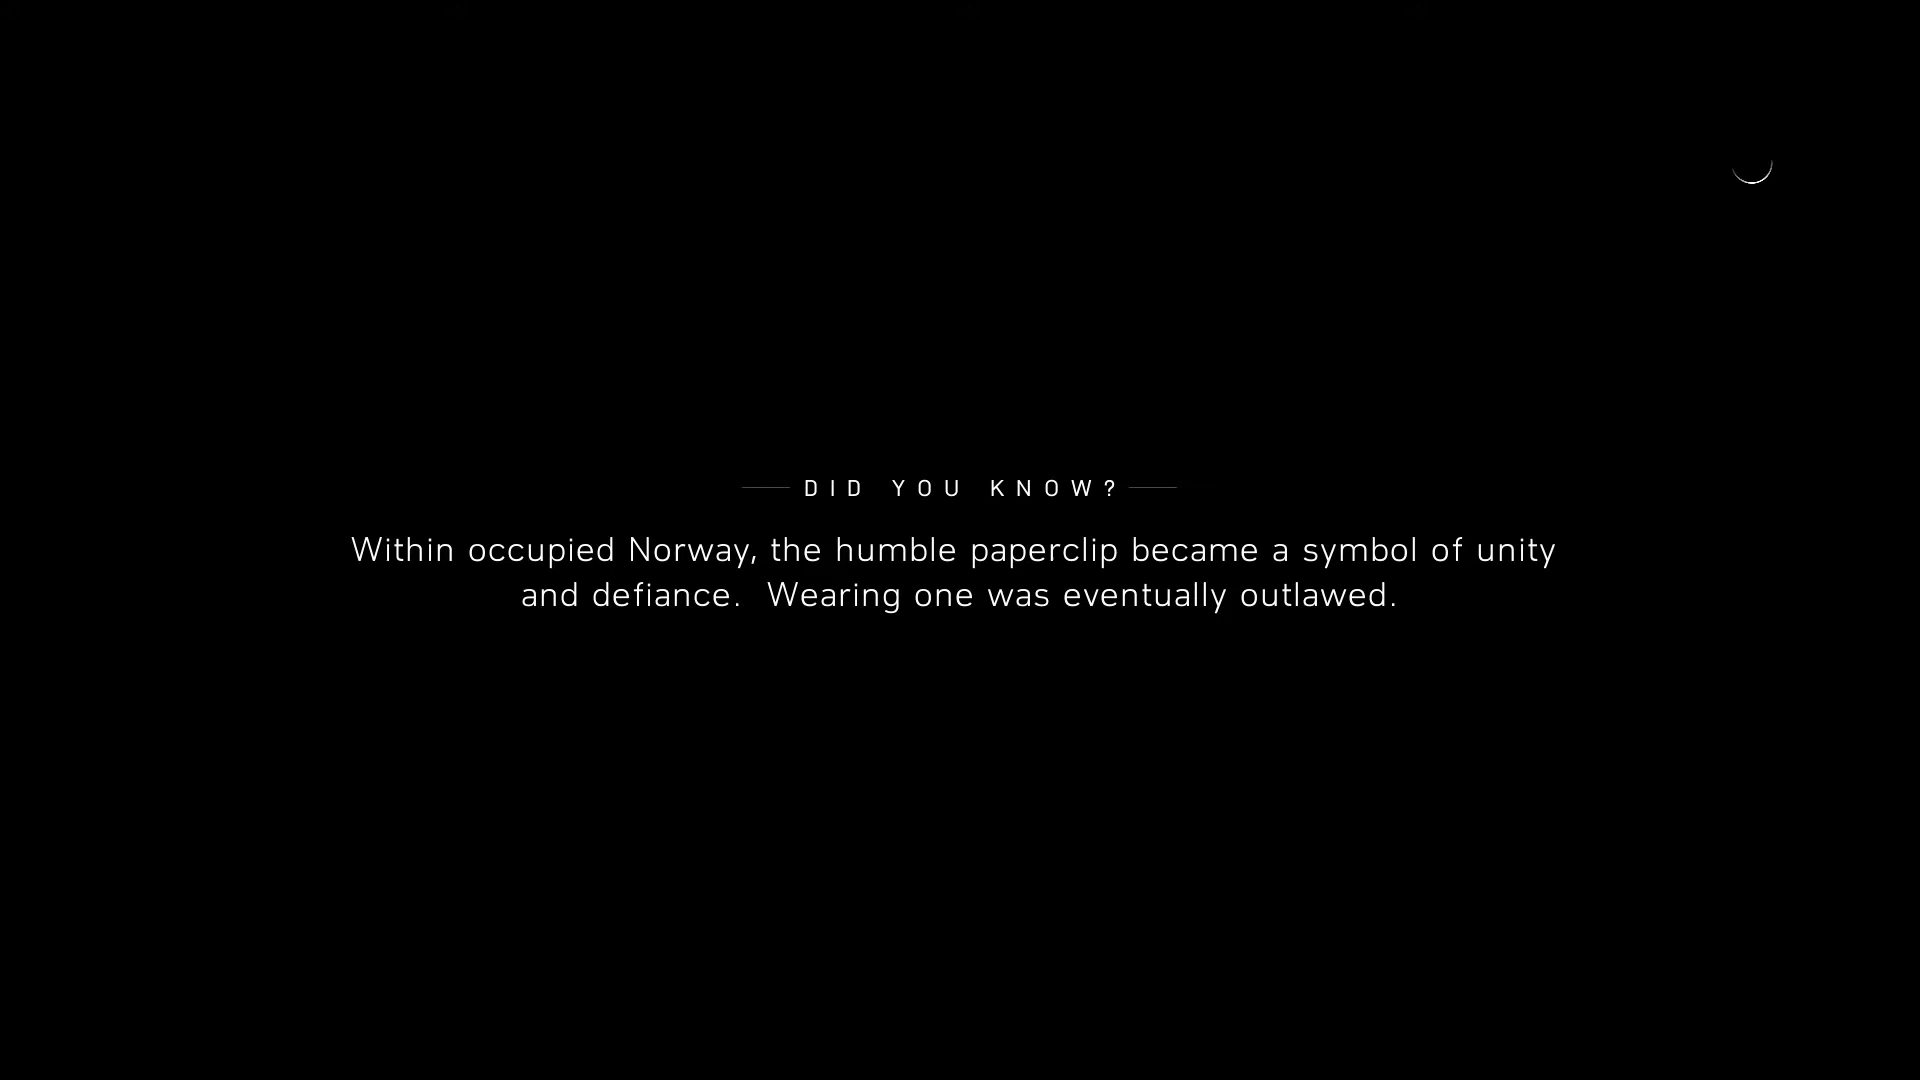 DID YOU KNOW?
Within occupied Norway, the humble paperclip became a symbol of unity
and defiance.  Wearing one was eventually outlawed.